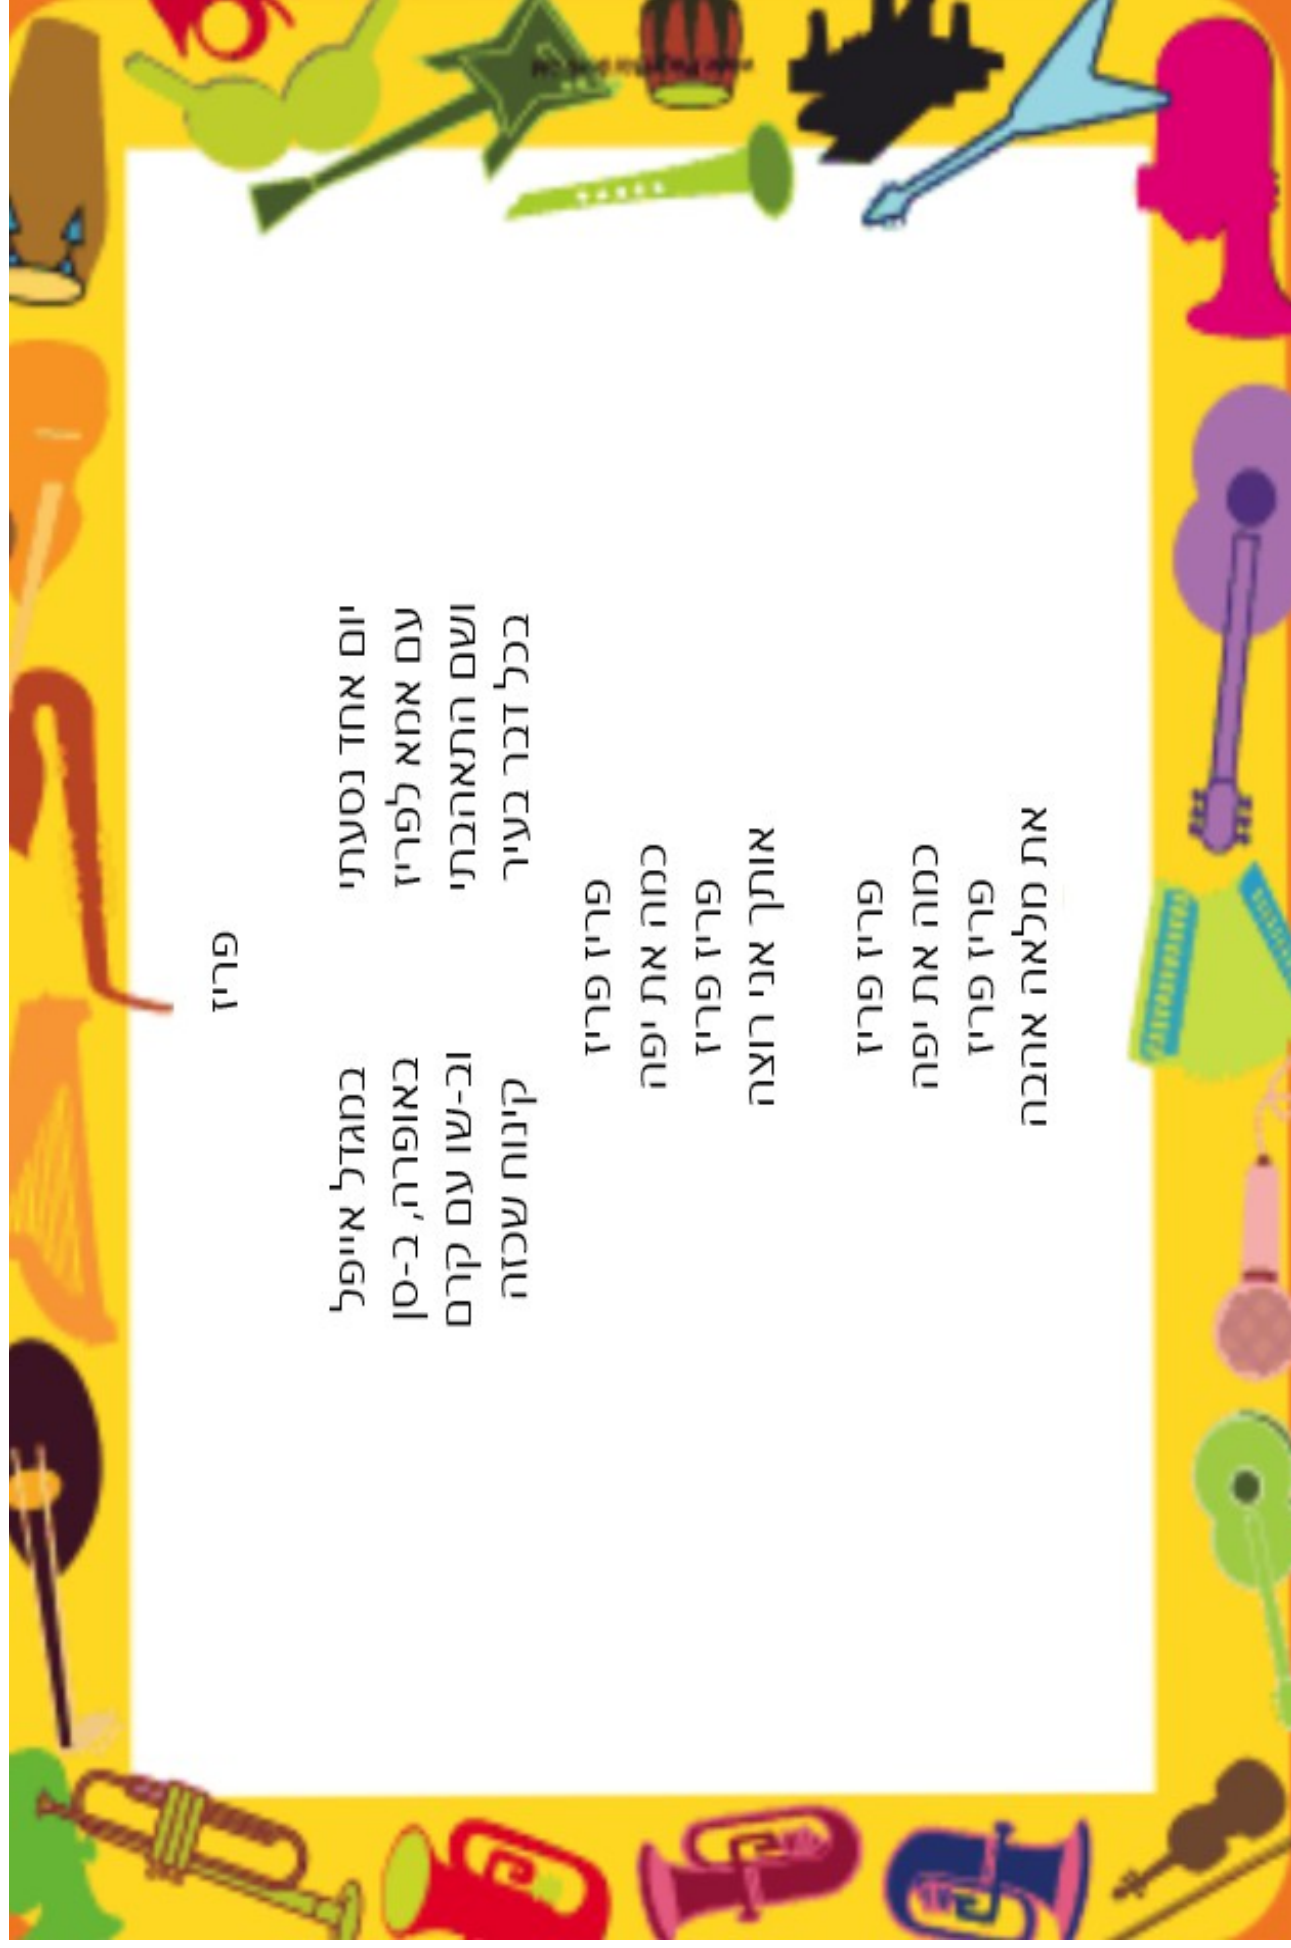 פריז
יום אחד נסעתי
עם אמא לפריז
ושם התאהבתי
בכל דבר בעיר
במגדל אייפל
באופרה, ב-סן
וב-שו עם קרם
קינוח שכזה
פריז פריז
כמה את יפה
פריז פריז
אותך אני רוצה
פריז פריז
כמה את יפה
פריז פריז
את מלאה אהבה